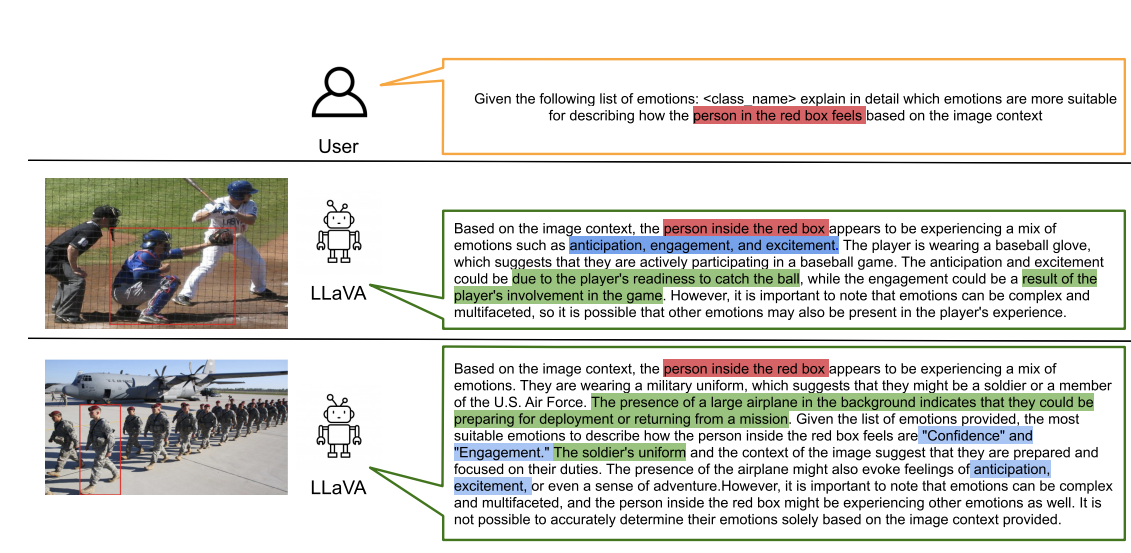 Given the following list of emotions: <class_name> explain in detail which emotions are more suitable
for describing how the person in the red box feels based on the image context
User
Based on the image context, the person inside the red box appears to be experiencing a mix of
emotions such as anticipation, engagement, and excitement. The player is wearing a baseball glove,
which suggests that they are actively participating in a baseball game. The anticipation and excitement
could be due to the player's readiness to catch the ball, while the engagement could be a result of the
player's involvement in the game. However, it is important to note that emotions can be complex and
multifaceted, so it is possible that other emotions may also be present in the player's experience.
LLaVA
Based on the image context, the person inside the red box appears to be experiencing a mix of
emotions. They are wearing a military uniform, which suggests that they might be a soldier or a member
of the U.S. Air Force. The presence of a large airplane in the background indicates that they could be
preparing for deployment or returning from a mission. Given the list of emotions provided, the most
suitable emotions to describe how the person inside the red box feels are "Confidence" and
"Engagement." The soldier's uniform and the context of the image suggest that they are prepared and
focused on their duties. The presence of the airplane might also evoke feelings of anticipation,
excitement, or even a sense of adventure.However, it is important to note that emotions can be complex
and multifaceted, and the person inside the red box might be experiencing other emotions as well. It is
not possible to accurately determine their emotions solely based on the image context provided.
LLaVA